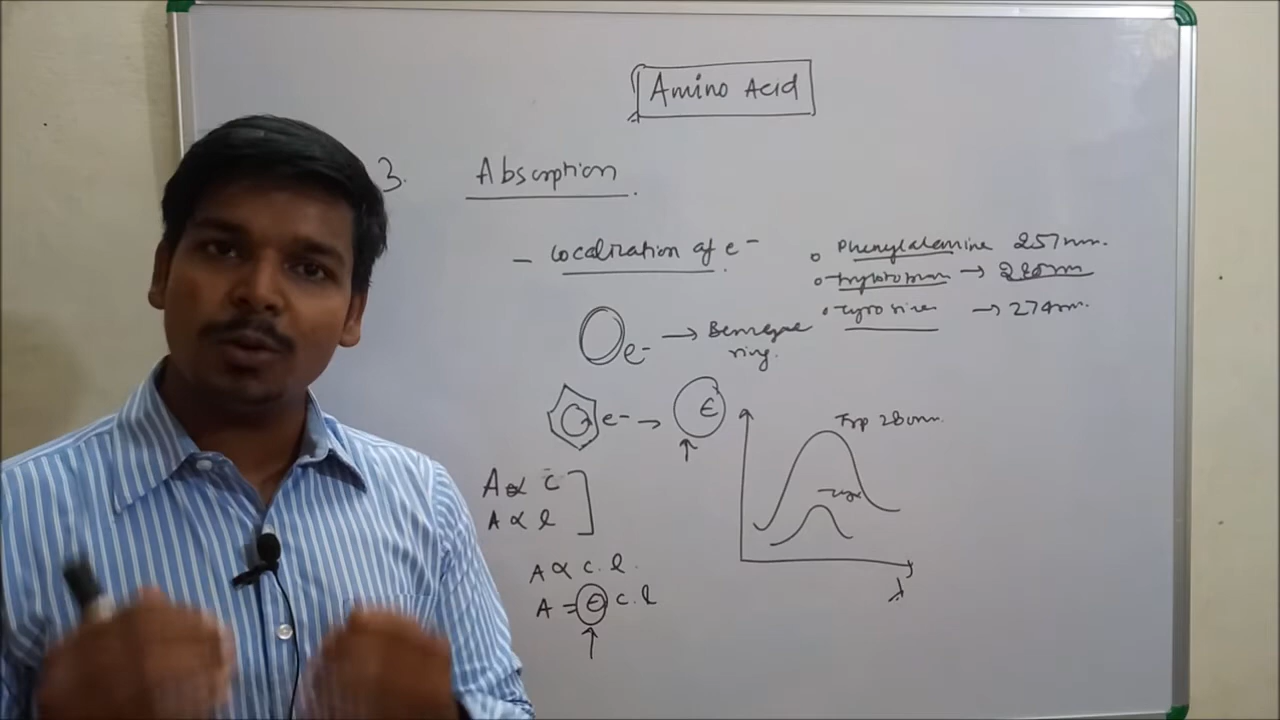 Amino Acid
3. Absorption
- Localization of e-
Phenylalanine 257nm.
tryptophan → 280nm
tyrosine → 274nm.
e- → Benzene
ring.
e- → ε
A ∝ c
A ∝ l
A ∝ c. l.
A = ε c. l
Trp 280nm.
λ